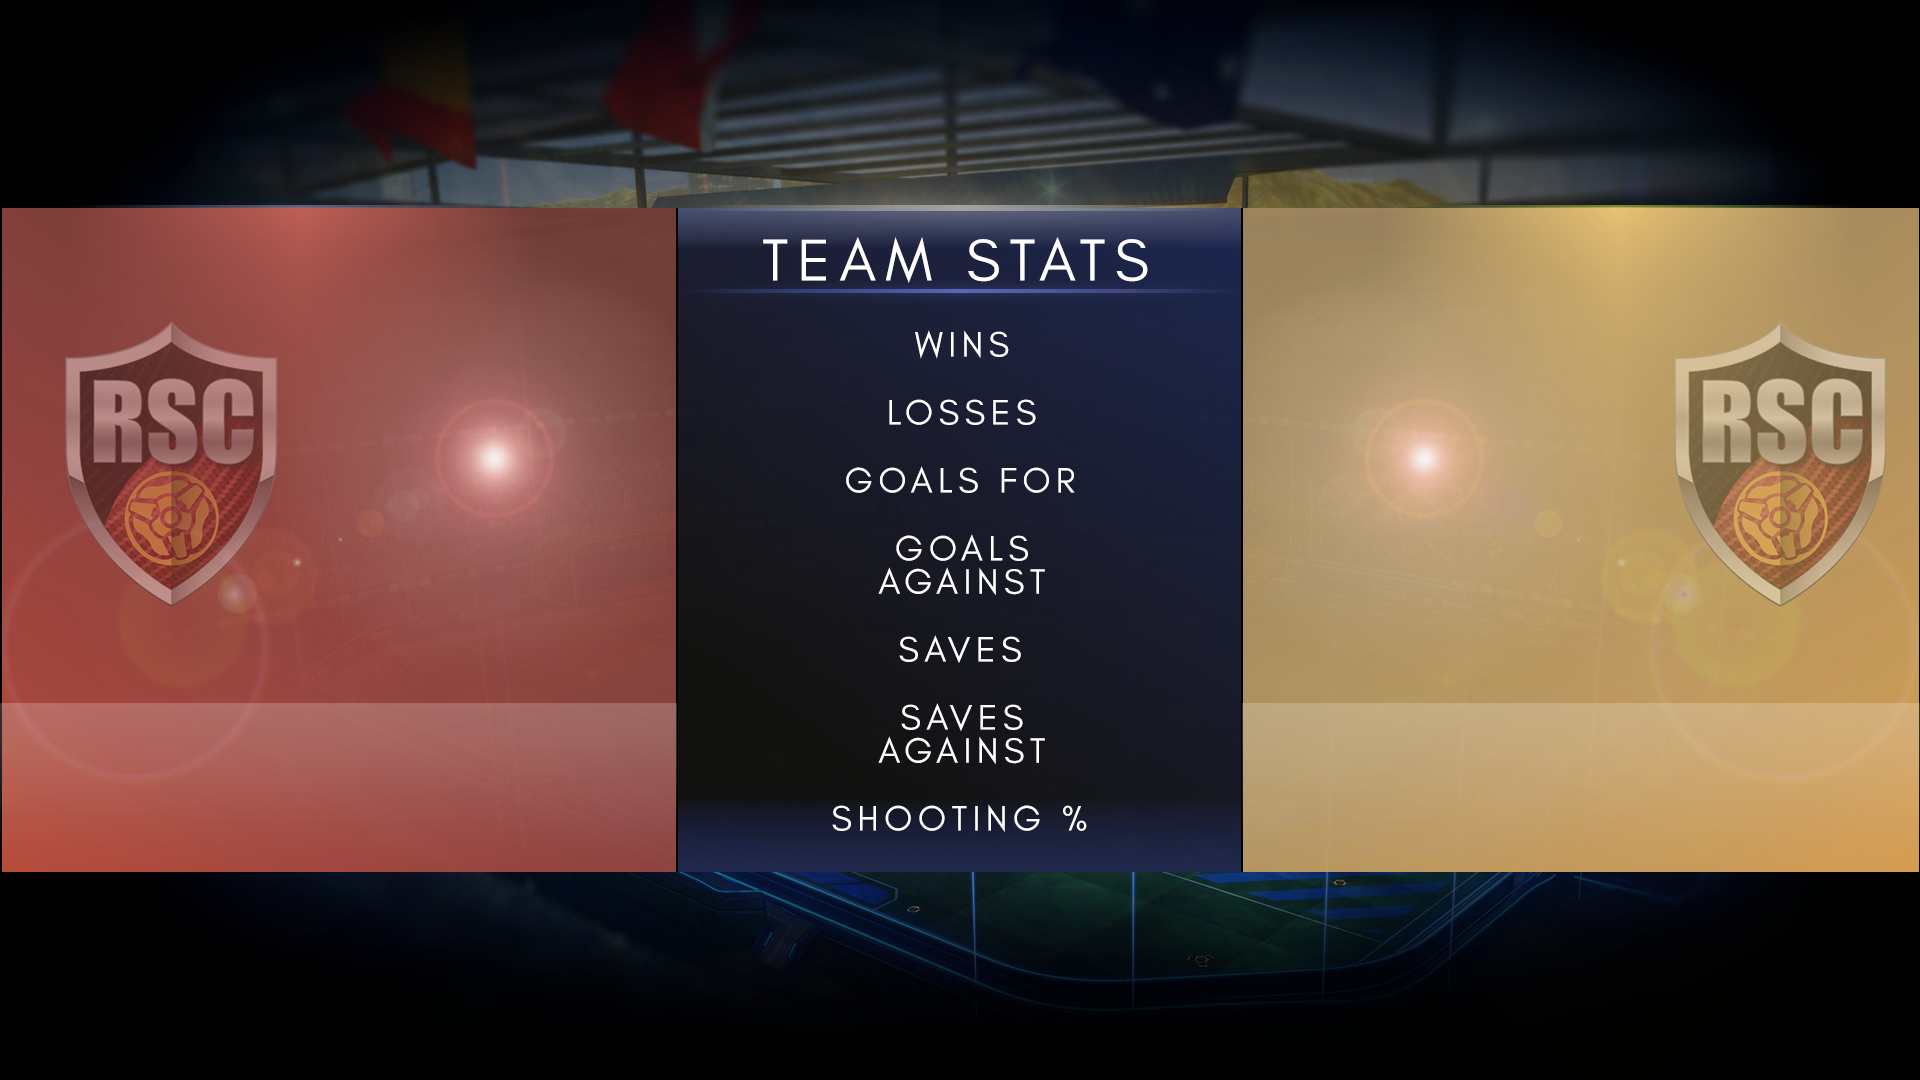 TEAM STATS
RSC
RSC
WINS
LOSSES
GOALS FOR
GOALS
AGAINST
SAVES
SAVES
AGAINST
SHOOTING %